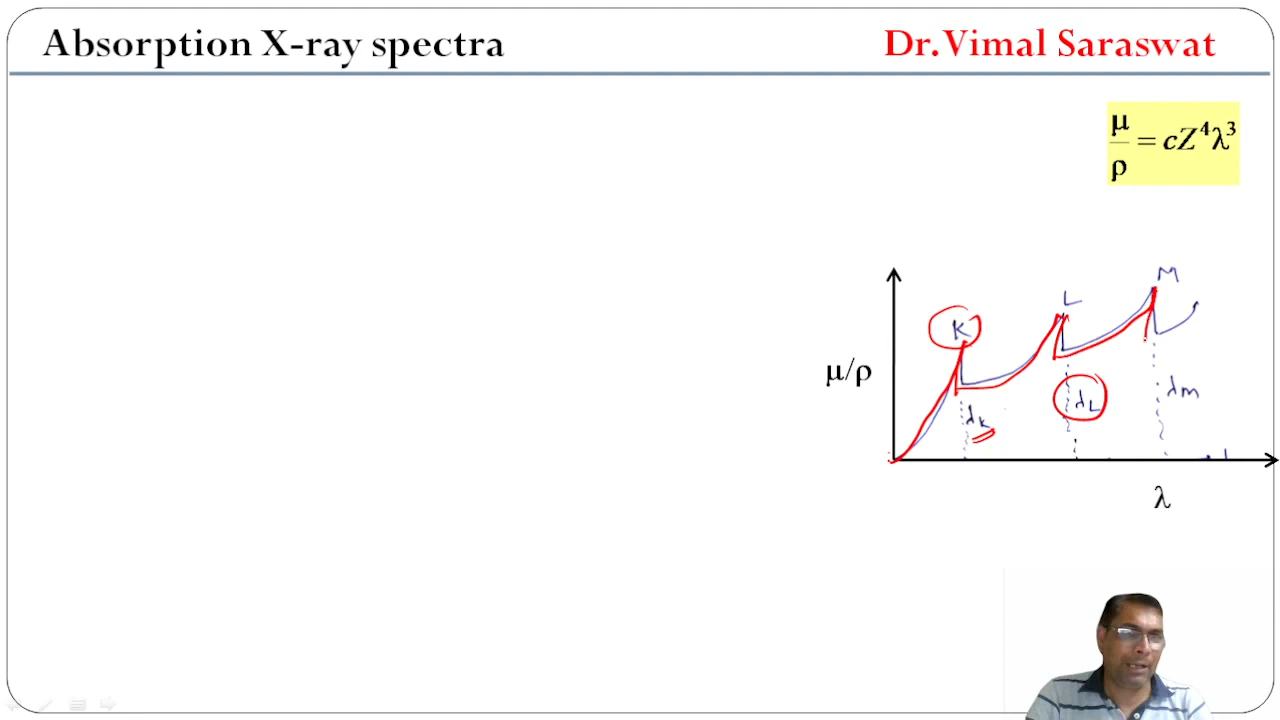 Absorption X-ray spectra
Dr. Vimal Saraswat
μ/ρ = cZ⁴λ³
M
L
K
μ/ρ
λK
λL
λM
λ